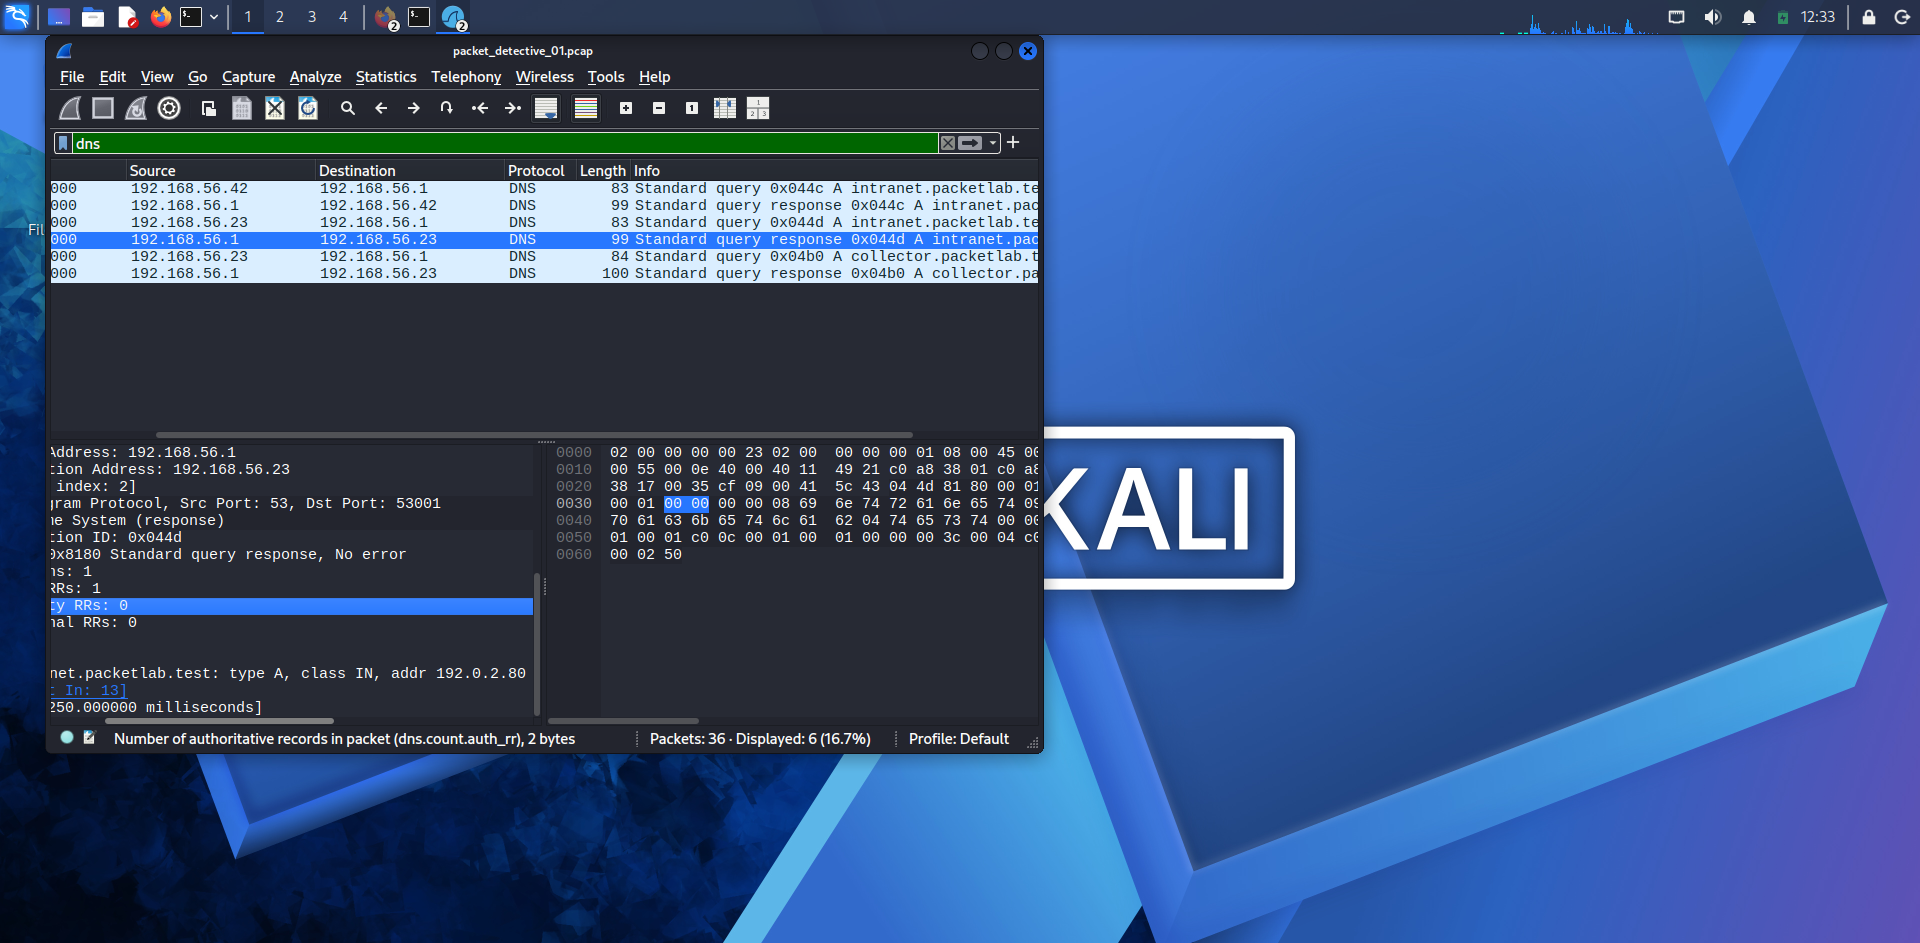 1 2 3 4 2 2 12:33
packet_detective_01.pcap
File Edit View Go Capture Analyze Statistics Telephony Wireless Tools Help
dns
Source Destination Protocol Length Info
000 192.168.56.42 192.168.56.1 DNS 83 Standard query 0x044c A intranet.packetlab.te
000 192.168.56.1 192.168.56.42 DNS 99 Standard query response 0x044c A intranet.pac
000 192.168.56.23 192.168.56.1 DNS 83 Standard query 0x044d A intranet.packetlab.te
Fil
000 192.168.56.1 192.168.56.23 DNS 99 Standard query response 0x044d A intranet.pac
000 192.168.56.23 192.168.56.1 DNS 84 Standard query 0x04b0 A collector.packetlab.t
000 192.168.56.1 192.168.56.23 DNS 100 Standard query response 0x04b0 A collector.pa
Address: 192.168.56.1
tion Address: 192.168.56.23
index: 2]
gram Protocol, Src Port: 53, Dst Port: 53001
me System (response)
tion ID: 0x044d
0x8180 Standard query response, No error
ns: 1
RRs: 1
ty RRs: 0
nal RRs: 0
net.packetlab.test: type A, class IN, addr 192.0.2.80
t In: 13]
250.000000 milliseconds]
0000 02 00 00 00 00 23 02 00 00 00 00 01 08 00 45 00
0010 00 55 00 0e 40 00 40 11 49 21 c0 a8 38 01 c0 a8
0020 38 17 00 35 cf 09 00 41 5c 43 04 4d 81 80 00 01
0030 00 01 00 00 00 00 08 69 6e 74 72 61 6e 65 74 09
0040 70 61 63 6b 65 74 6c 61 62 04 74 65 73 74 00 00
0050 01 00 01 c0 0c 00 01 00 01 00 00 00 3c 00 04 c0
0060 00 02 50
KALI
Number of authoritative records in packet (dns.count.auth_rr), 2 bytes
Packets: 36 · Displayed: 6 (16.7%)
Profile: Default